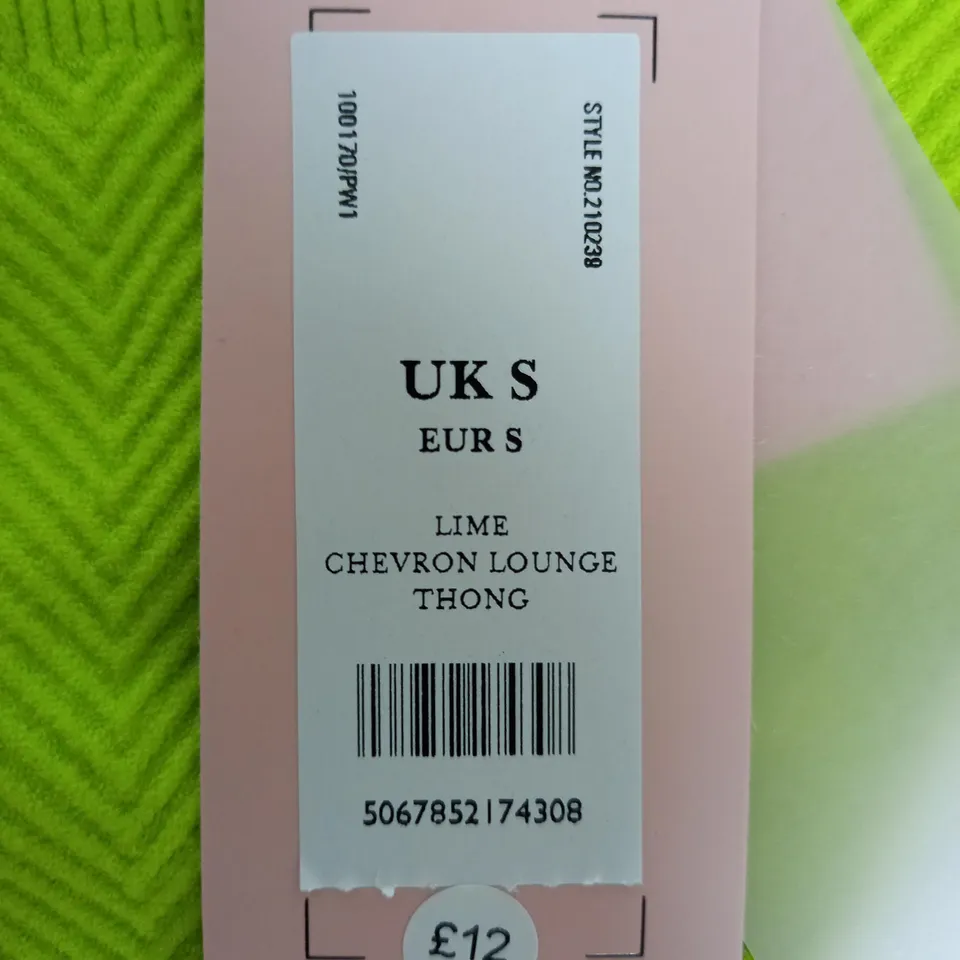 100170/PW1
STYLE NO.210238
UK S
EUR S
LIME
CHEVRON LOUNGE
THONG
5067852174308
£12